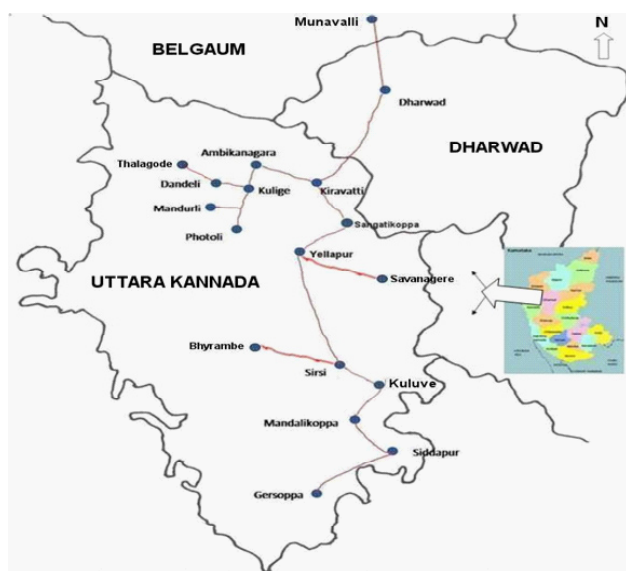 Munavalli
N
BELGAUM
Dharwad
Ambikanagara
DHARWAD
Thalagode
Dandeli
Kulige
Kiravatti
Mandurli
Sangatikoppa
Photoli
Yellapur
UTTARA KANNADA
Savanagere
Karnataka
Bhyrambe
Sirsi
Kuluve
Mandalikoppa
Siddapur
Gersoppa